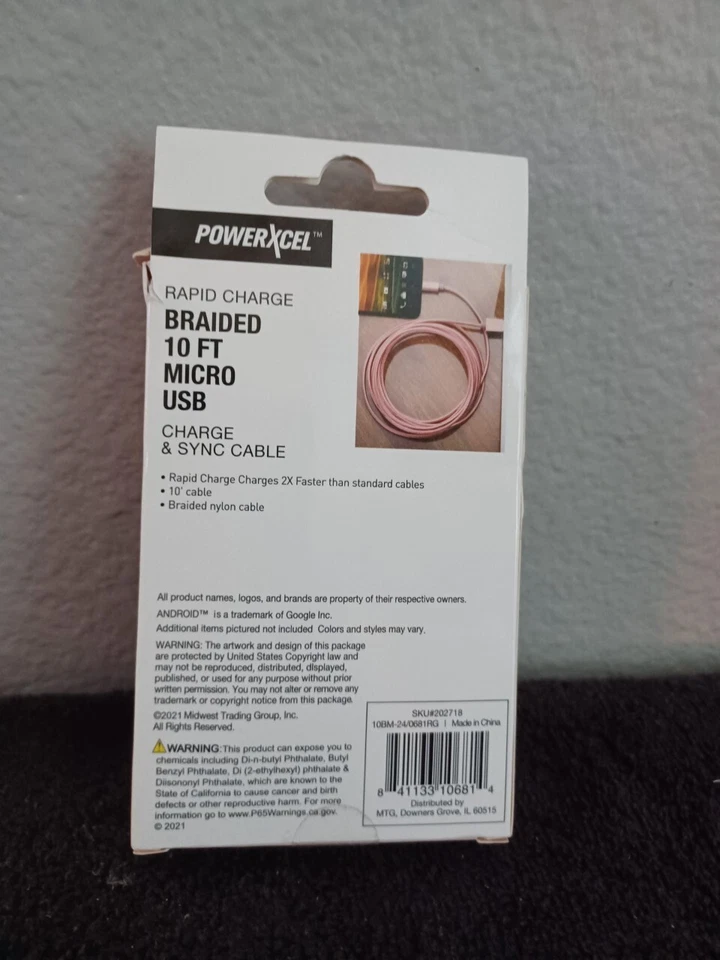 POWERXCEL™
RAPID CHARGE
BRAIDED
10 FT
MICRO
USB
CHARGE
& SYNC CABLE
• Rapid Charge Charges 2X Faster than standard cables
• 10' cable
• Braided nylon cable
All product names, logos, and brands are property of their respective owners.
ANDROID™ is a trademark of Google Inc.
Additional items pictured not included Colors and styles may vary.
WARNING: The artwork and design of this package
are protected by United States Copyright law and
may not be reproduced, distributed, displayed,
published, or used for any purpose without prior
written permission. You may not alter or remove any
trademark or copyright notice from this package.
©2021 Midwest Trading Group, Inc.
All Rights Reserved.
⚠WARNING:This product can expose you to
chemicals including Di-n-butyl Phthalate, Butyl
Benzyl Phthalate, Di (2-ethylhexyl) phthalate &
Diisononyl Phthalate, which are known to the
State of California to cause cancer and birth
defects or other reproductive harm. For more
information go to www.P65Warnings.ca.gov.
© 2021
SKU#202718
10BM-24/0681RG | Made in China
8 41133 10681 4
Distributed by
MTG, Downers Grove, IL 60515